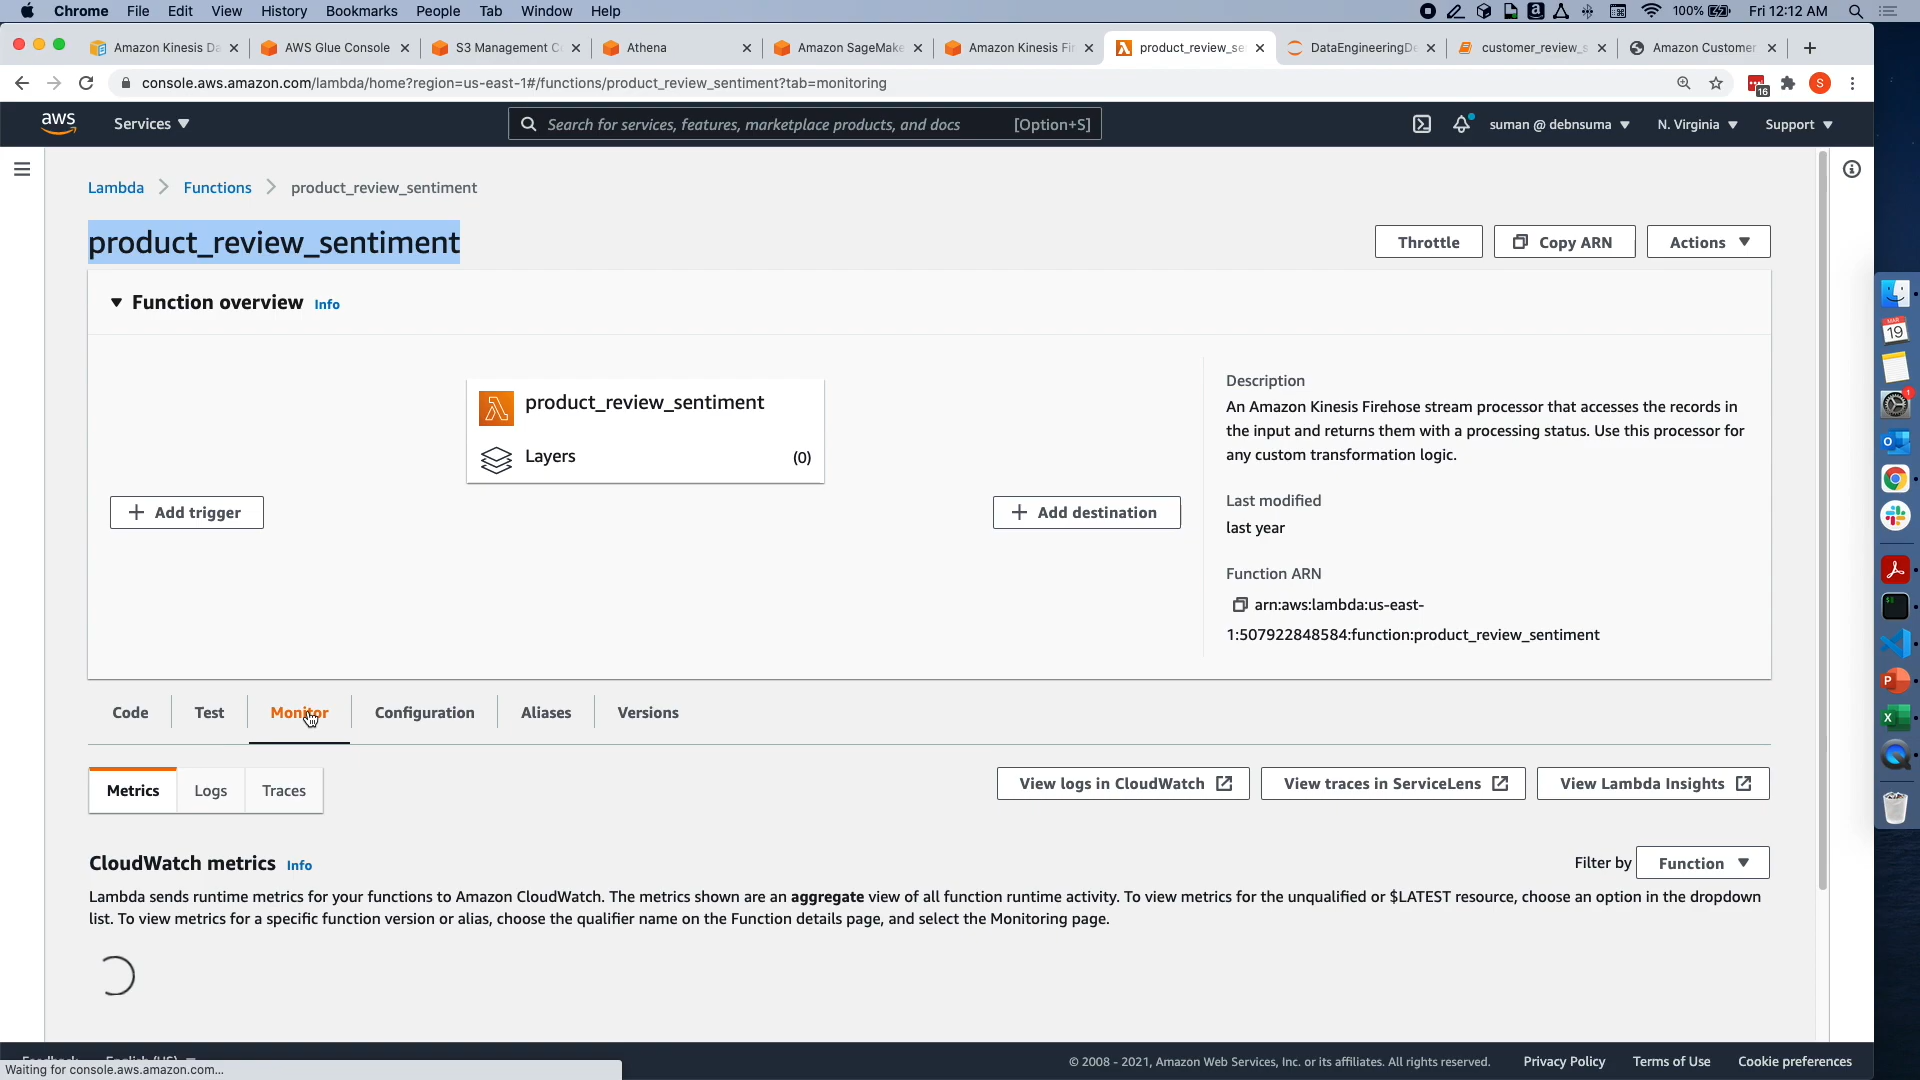 Chrome File Edit View History Bookmarks People Tab Window Help
100% Fri 12:12 AM
Amazon Kinesis Da
AWS Glue Console
S3 Management C
Athena
Amazon SageMake
Amazon Kinesis Fi
product_review_se
DataEngineeringDe
customer_review_s
Amazon Customer
console.aws.amazon.com/lambda/home?region=us-east-1#/functions/product_review_sentiment?tab=monitoring
16
S
aws
Services
Search for services, features, marketplace products, and docs [Option+S]
suman @ debnsuma
N. Virginia
Support
Lambda > Functions > product_review_sentiment
product_review_sentiment
Throttle
Copy ARN
Actions
Function overview Info
product_review_sentiment
Layers (0)
+ Add trigger
+ Add destination
Description
An Amazon Kinesis Firehose stream processor that accesses the records in
the input and returns them with a processing status. Use this processor for
any custom transformation logic.
Last modified
last year
Function ARN
arn:aws:lambda:us-east-
1:507922848584:function:product_review_sentiment
MAR
19
1
Code Test Monitor Configuration Aliases Versions
Metrics Logs Traces
View logs in CloudWatch
View traces in ServiceLens
View Lambda Insights
CloudWatch metrics Info
Filter by Function
Lambda sends runtime metrics for your functions to Amazon CloudWatch. The metrics shown are an aggregate view of all function runtime activity. To view metrics for the unqualified or $LATEST resource, choose an option in the dropdown
list. To view metrics for a specific function version or alias, choose the qualifier name on the Function details page, and select the Monitoring page.
Feedback English (US)
© 2008 - 2021, Amazon Web Services, Inc. or its affiliates. All rights reserved. Privacy Policy Terms of Use Cookie preferences
Waiting for console.aws.amazon.com...